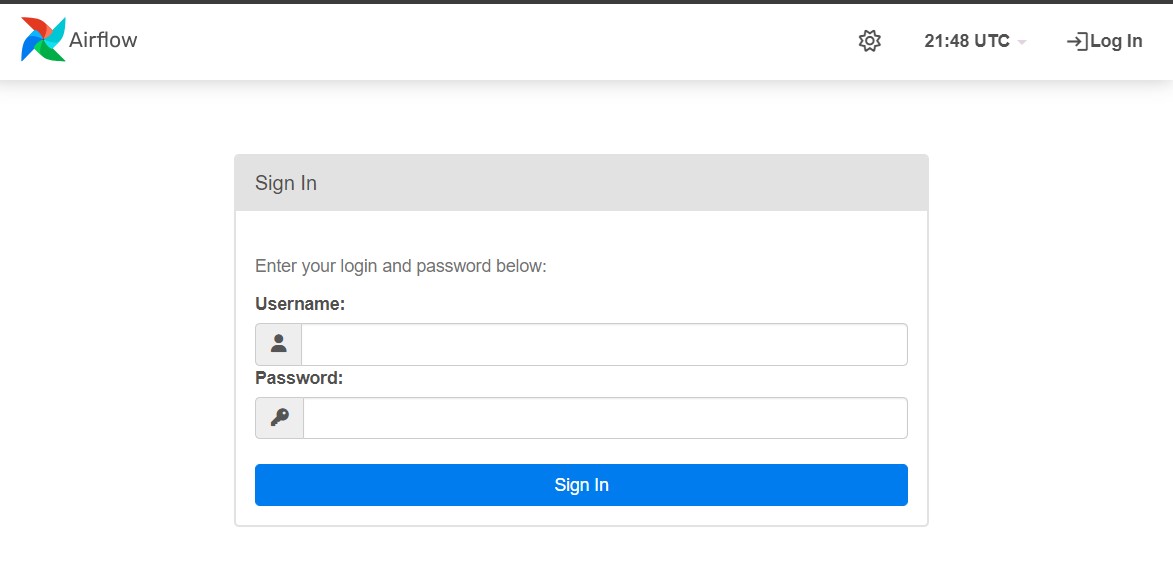 Airflow
21:48 UTC
Log In
Sign In
Enter your login and password below:
Username:
Password:
Sign In